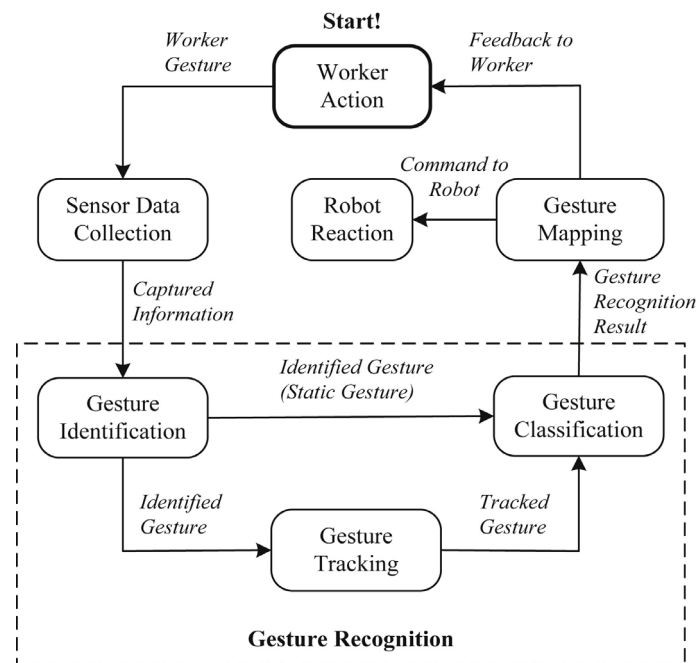 Start!
Worker
Gesture
Worker
Action
Feedback to
Worker
Sensor Data
Collection
Robot
Reaction
Command to
Robot
Gesture
Mapping
Captured
Information
Gesture
Recognition
Result
Gesture
Identification
Identified Gesture
(Static Gesture)
Gesture
Classification
Identified
Gesture
Gesture
Tracking
Tracked
Gesture
Gesture Recognition